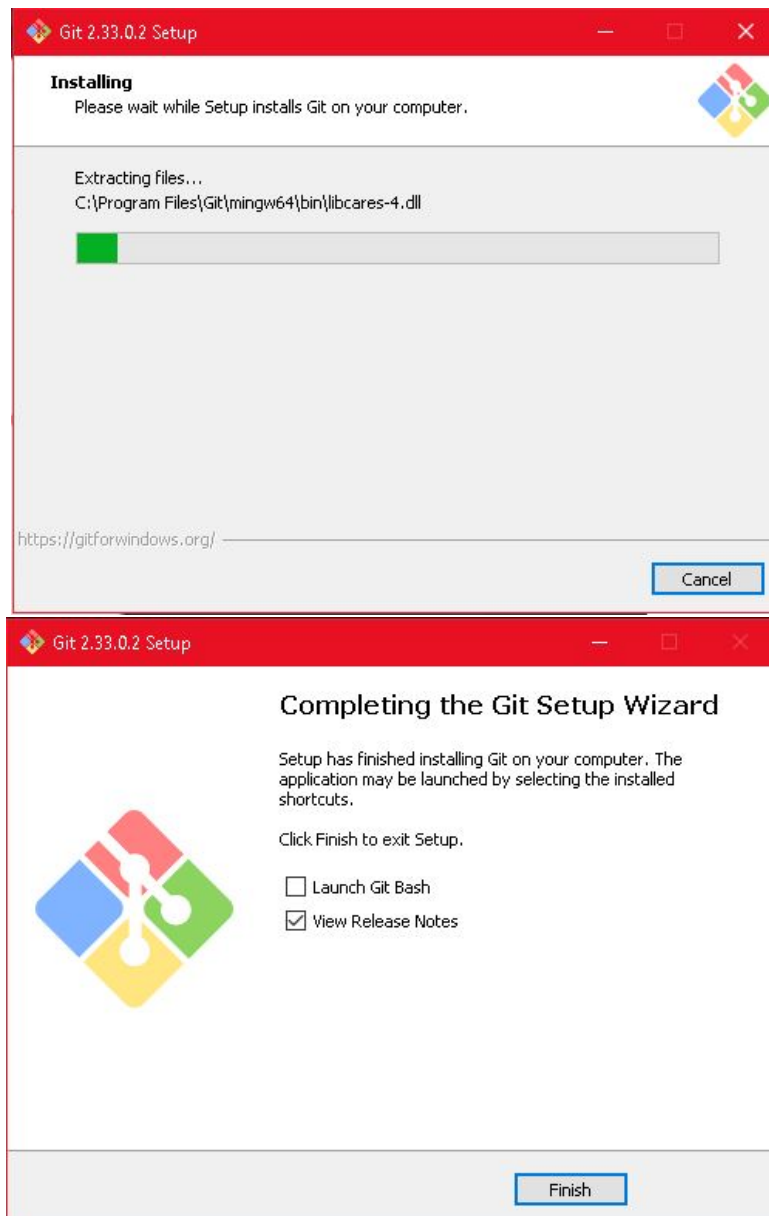 Git 2.33.0.2 Setup
Installing
Please wait while Setup installs Git on your computer.
Extracting files...
C:\Program Files\Git\mingw64\bin\libcares-4.dll
https://gitforwindows.org/
Cancel
Git 2.33.0.2 Setup
Completing the Git Setup Wizard
Setup has finished installing Git on your computer. The
application may be launched by selecting the installed
shortcuts.
Click Finish to exit Setup.
Launch Git Bash
View Release Notes
Finish